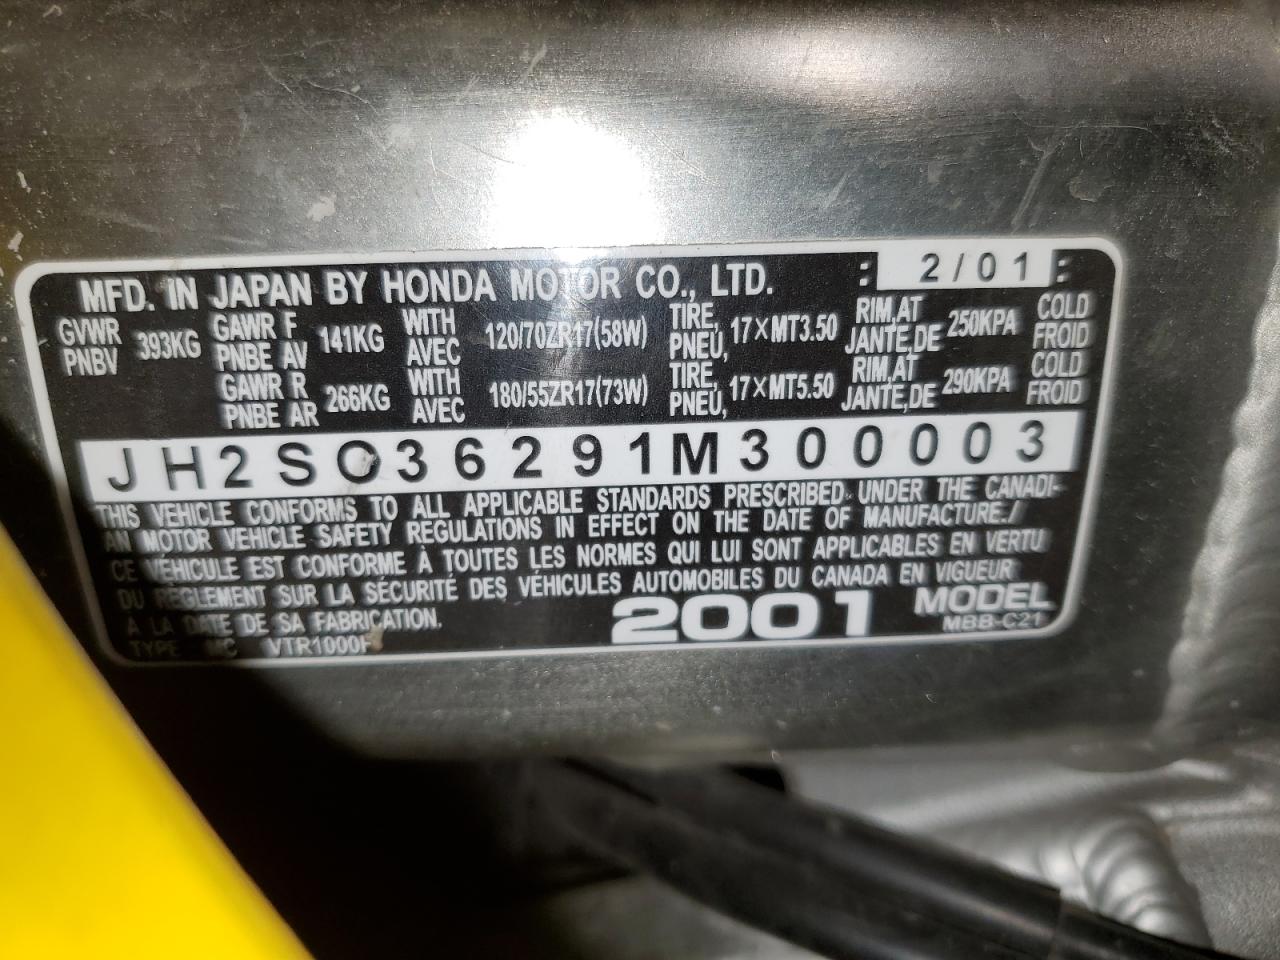 MFD. IN JAPAN BY HONDA MOTOR CO., LTD. : 2/01 :
GVWR 393KG GAWR F 141KG WITH 120/70ZR17(58W) TIRE, 17×MT3.50 RIM,AT 250KPA COLD
PNBV PNBE AV AVEC PNEU, JANTE,DE FROID
GAWR R 266KG WITH 180/55ZR17(73W) TIRE, 17×MT5.50 RIM,AT 290KPA COLD
PNBE AR AVEC PNEU, JANTE,DE FROID
JH2SO36291M300003
THIS VEHICLE CONFORMS TO ALL APPLICABLE STANDARDS PRESCRIBED UNDER THE CANADI-
AN MOTOR VEHICLE SAFETY REGULATIONS IN EFFECT ON THE DATE OF MANUFACTURE./
CE VÉHICULE EST CONFORME À TOUTES LES NORMES QUI LUI SONT APPLICABLES EN VERTU
DU RÈGLEMENT SUR LA SÉCURITÉ DES VÉHICULES AUTOMOBILES DU CANADA EN VIGUEUR
À LA DATE DE SA FABRICATION. 2001 MODEL
TYPE MC VTR1000F MBB-C21